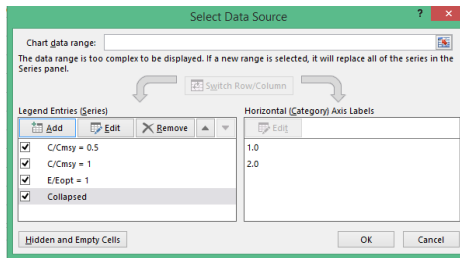 Select Data Source
?
Chart data range:
The data range is too complex to be displayed. If a new range is selected, it will replace all of the series in the
Series panel.
Switch Row/Column
Legend Entries (Series)
Horizontal (Category) Axis Labels
Add Edit Remove
Edit
C/Cmsy = 0.5
1.0
C/Cmsy = 1
2.0
E/Eopt = 1
Collapsed
Hidden and Empty Cells
OK Cancel